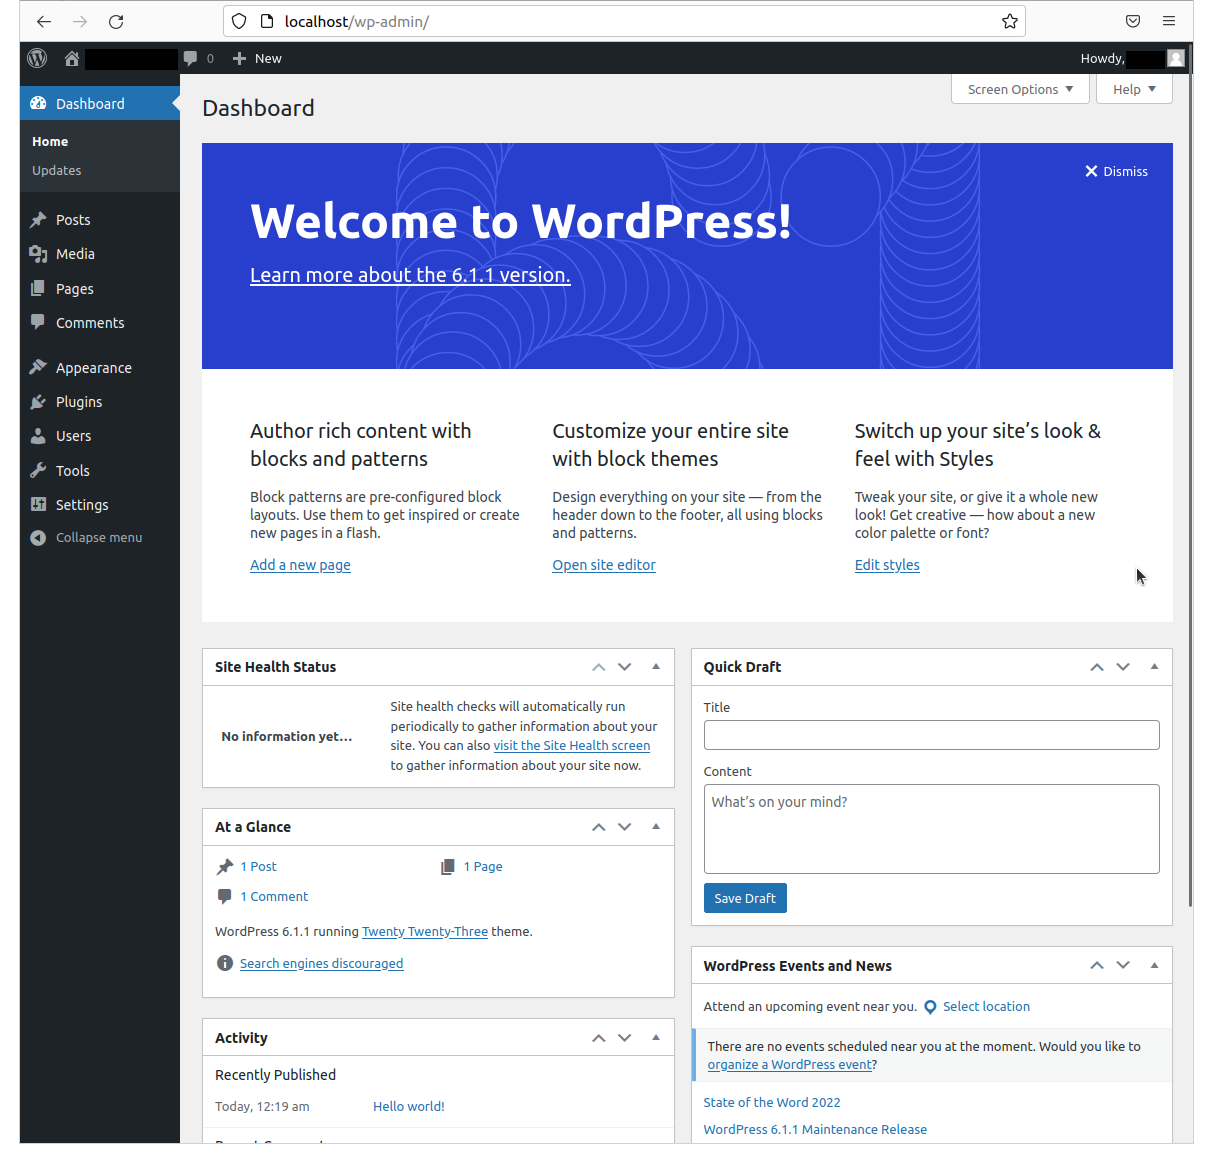 localhost/wp-admin/
0
New
Howdy,
Dashboard
Home
Updates
Posts
Media
Pages
Comments
Appearance
Plugins
Users
Tools
Settings
Collapse menu
Screen Options
Help
Dashboard
Dismiss
Welcome to WordPress!
Learn more about the 6.1.1 version.
Author rich content with
blocks and patterns
Block patterns are pre-configured block
layouts. Use them to get inspired or create
new pages in a flash.
Add a new page
Customize your entire site
with block themes
Design everything on your site — from the
header down to the footer, all using blocks
and patterns.
Open site editor
Switch up your site’s look &
feel with Styles
Tweak your site, or give it a whole new
look! Get creative — how about a new
color palette or font?
Edit styles
Site Health Status
No information yet…
Site health checks will automatically run
periodically to gather information about your
site. You can also visit the Site Health screen
to gather information about your site now.
At a Glance
1 Post
1 Page
1 Comment
WordPress 6.1.1 running Twenty Twenty-Three theme.
Search engines discouraged
Activity
Recently Published
Today, 12:19 am
Hello world!
Quick Draft
Title
Content
What’s on your mind?
Save Draft
WordPress Events and News
Attend an upcoming event near you.
Select location
There are no events scheduled near you at the moment. Would you like to
organize a WordPress event?
State of the Word 2022
WordPress 6.1.1 Maintenance Release